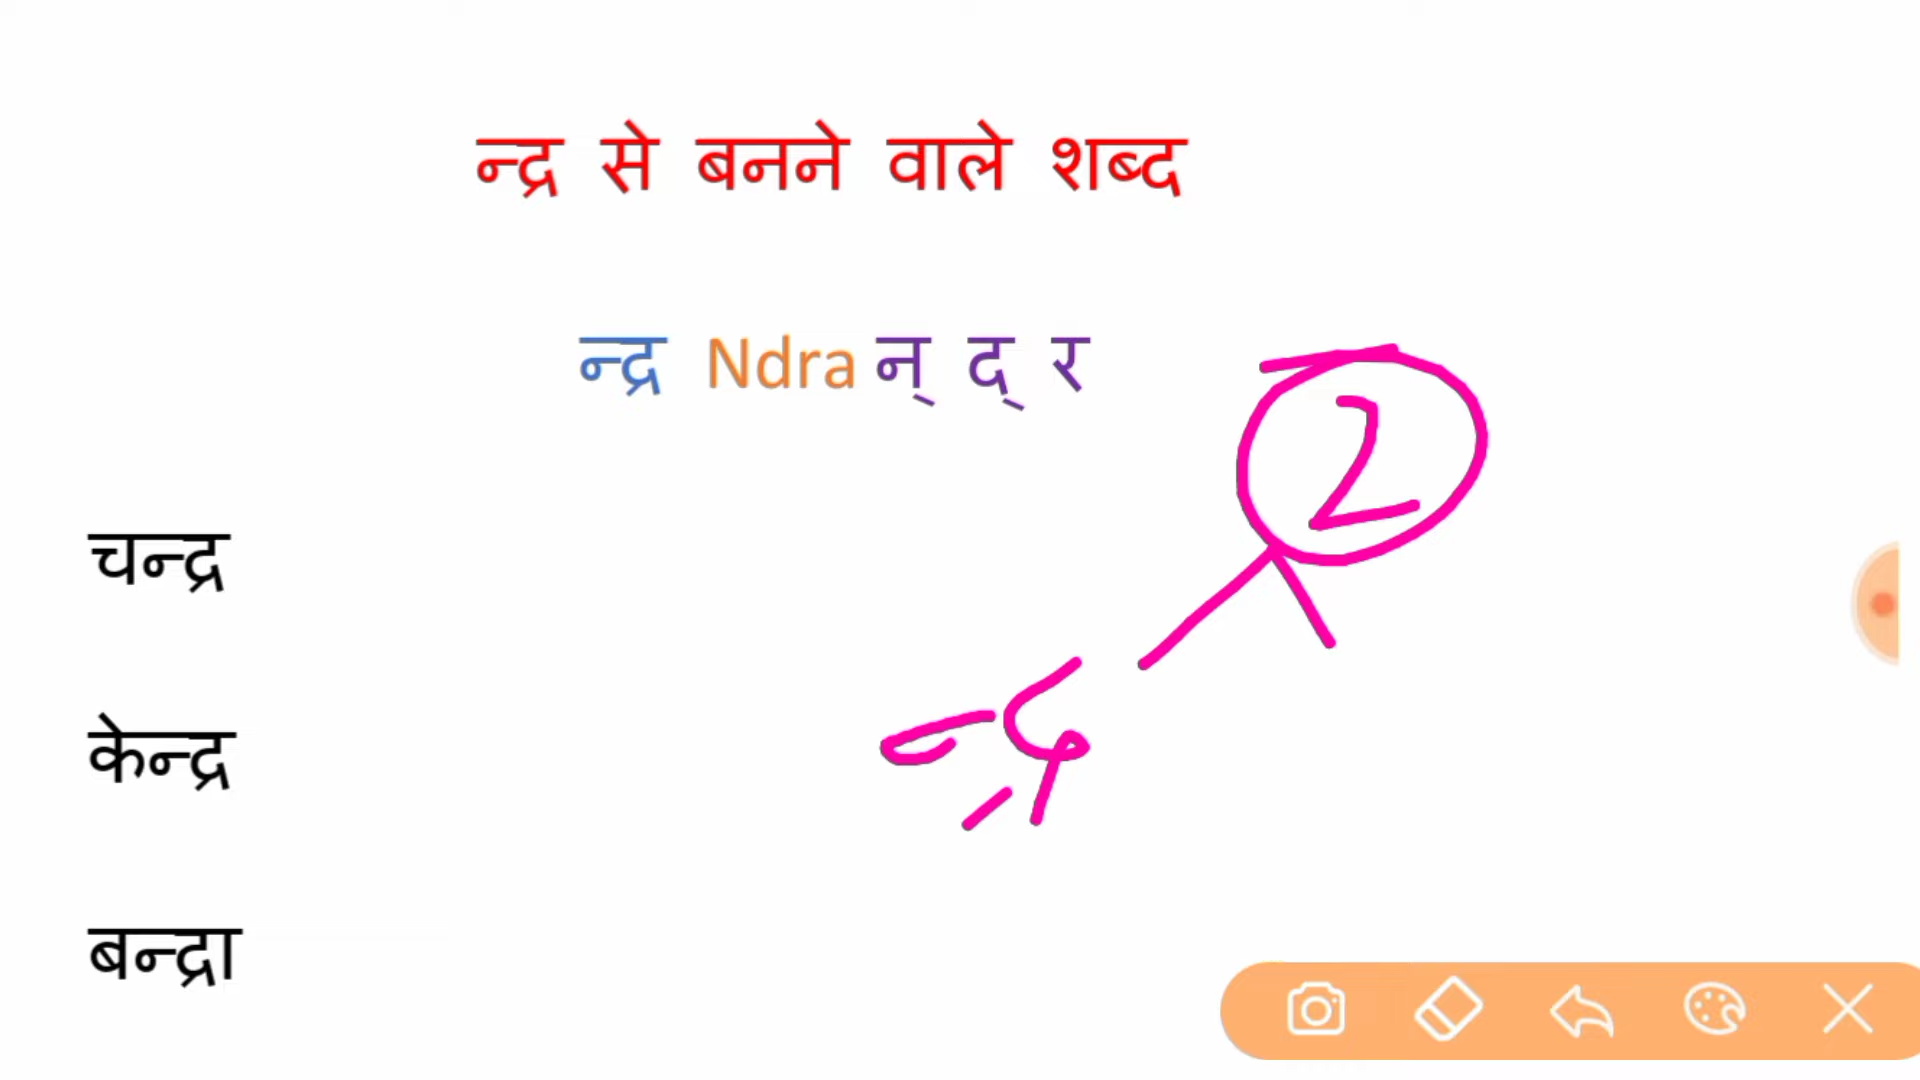 न्द्र से बनने वाले शब्द
न्द्र Ndra न् द् र
2
चन्द्र
केन्द्र
बन्द्रा